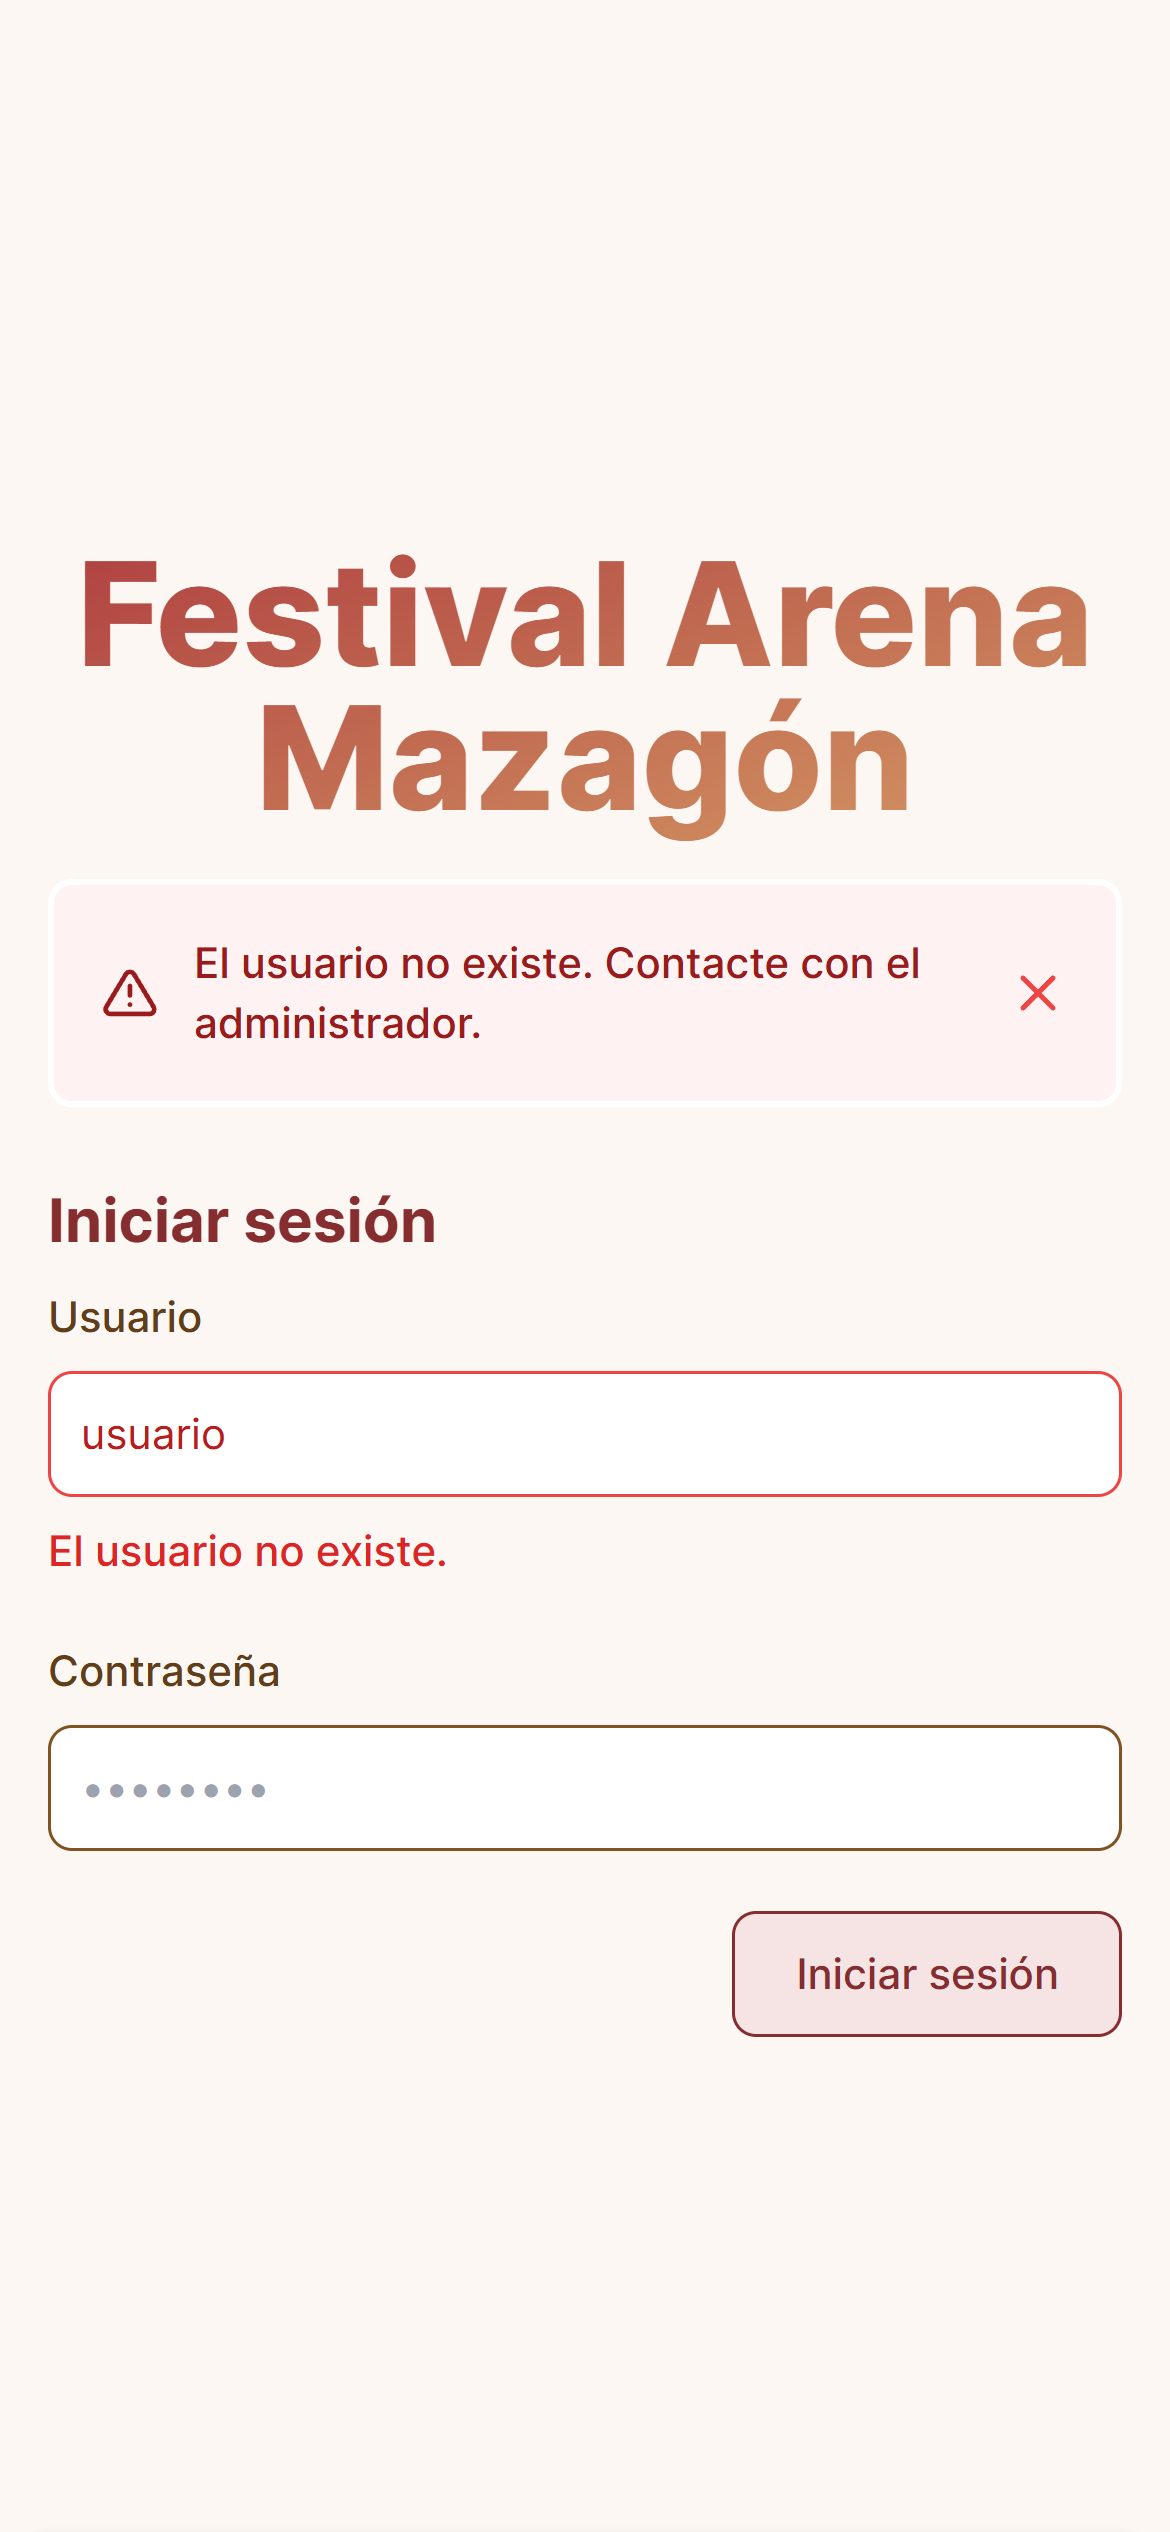 Festival Arena
Mazagón
El usuario no existe. Contacte con el
administrador.
Iniciar sesión
Usuario
usuario
El usuario no existe.
Contraseña
••••••••
Iniciar sesión